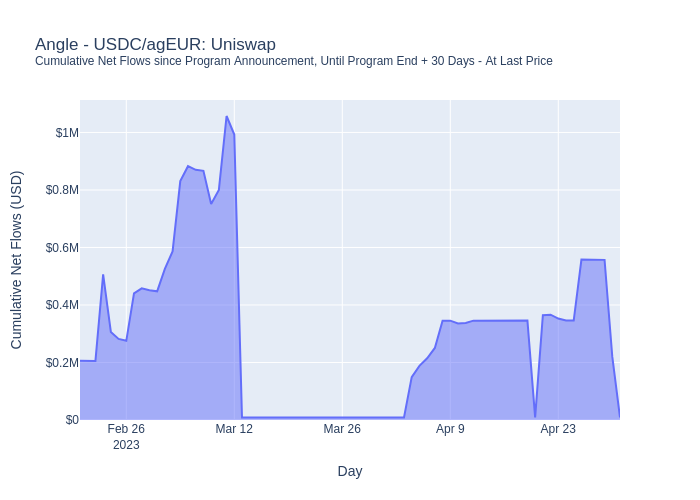 Angle - USDC/agEUR: Uniswap
Cumulative Net Flows since Program Announcement, Until Program End + 30 Days - At Last Price
Cumulative Net Flows (USD)
$1M
$0.8M
$0.6M
$0.4M
$0.2M
$0
Feb 26
2023
Mar 12
Mar 26
Apr 9
Apr 23
Day